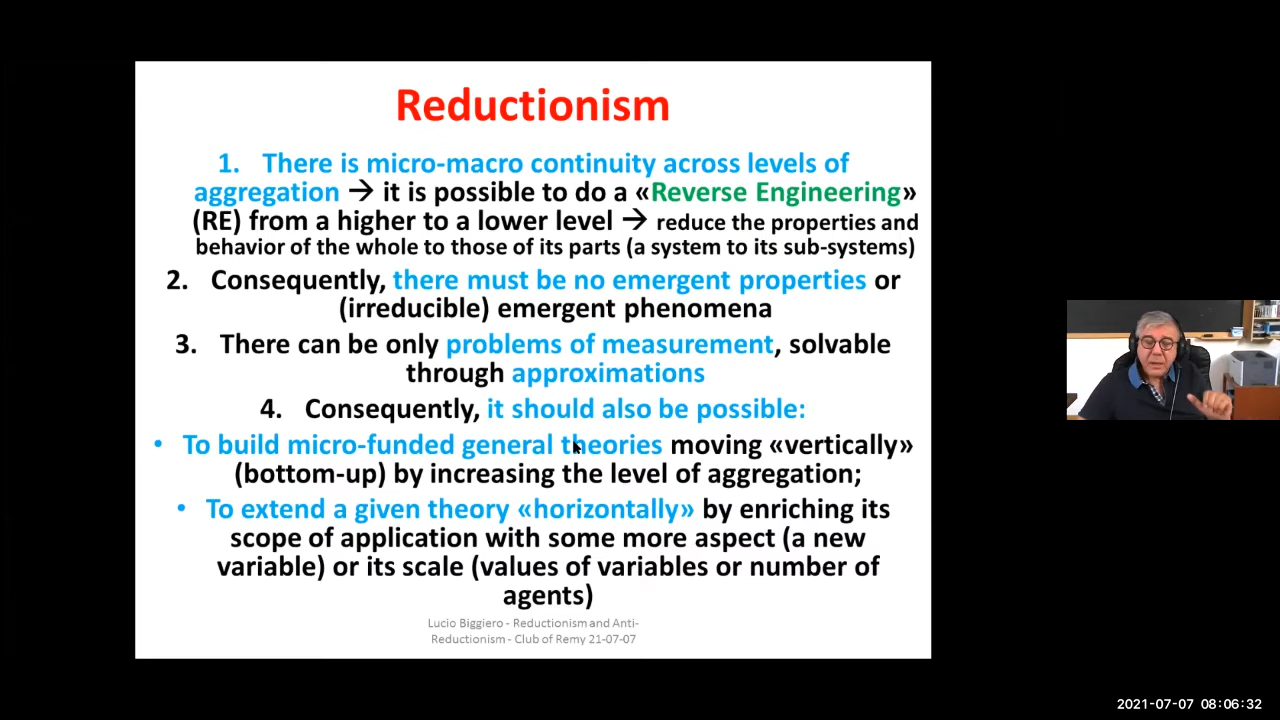 Reductionism
1. There is micro-macro continuity across levels of
aggregation → it is possible to do a «Reverse Engineering»
(RE) from a higher to a lower level → reduce the properties and
behavior of the whole to those of its parts (a system to its sub-systems)
2. Consequently, there must be no emergent properties or
(irreducible) emergent phenomena
3. There can be only problems of measurement, solvable
through approximations
4. Consequently, it should also be possible:
• To build micro-funded general theories moving «vertically»
(bottom-up) by increasing the level of aggregation;
• To extend a given theory «horizontally» by enriching its
scope of application with some more aspect (a new
variable) or its scale (values of variables or number of
agents)
Lucio Biggiero - Reductionism and Anti-
Reductionism - Club of Remy 21-07-07
2021-07-07 08:06:32